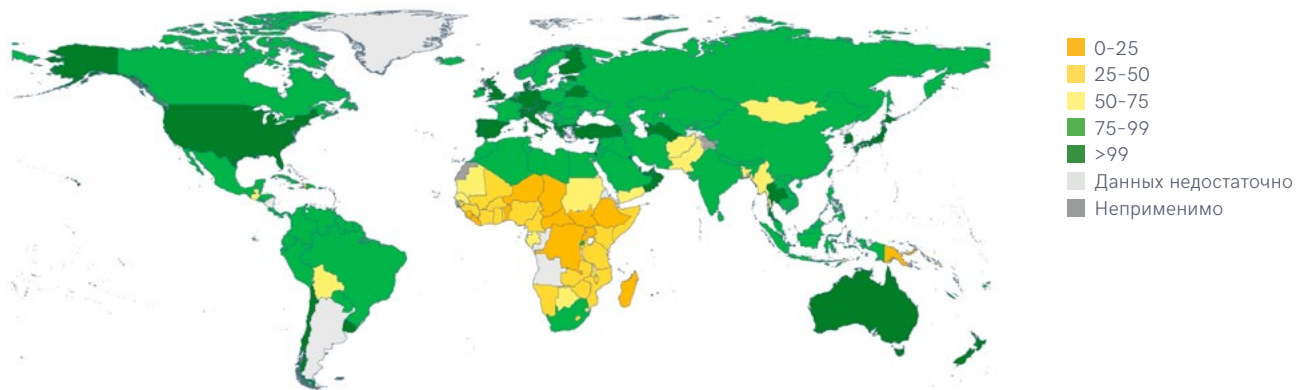 0-25
25-50
50-75
75-99
>99
Данных недостаточно
Неприменимо